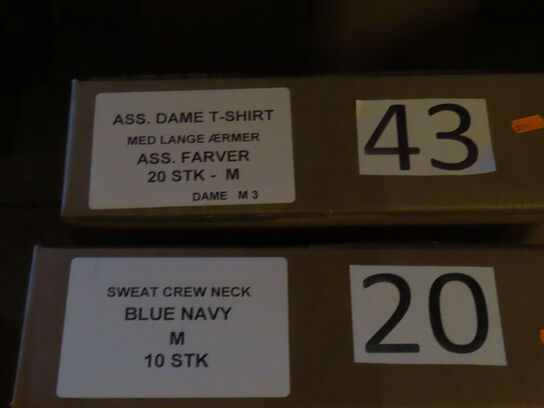 ASS. DAME T-SHIRT
MED LANGE ÆRMER
ASS. FARVER
20 STK - M
DAME M 3
43
SWEAT CREW NECK
BLUE NAVY
M
10 STK
20